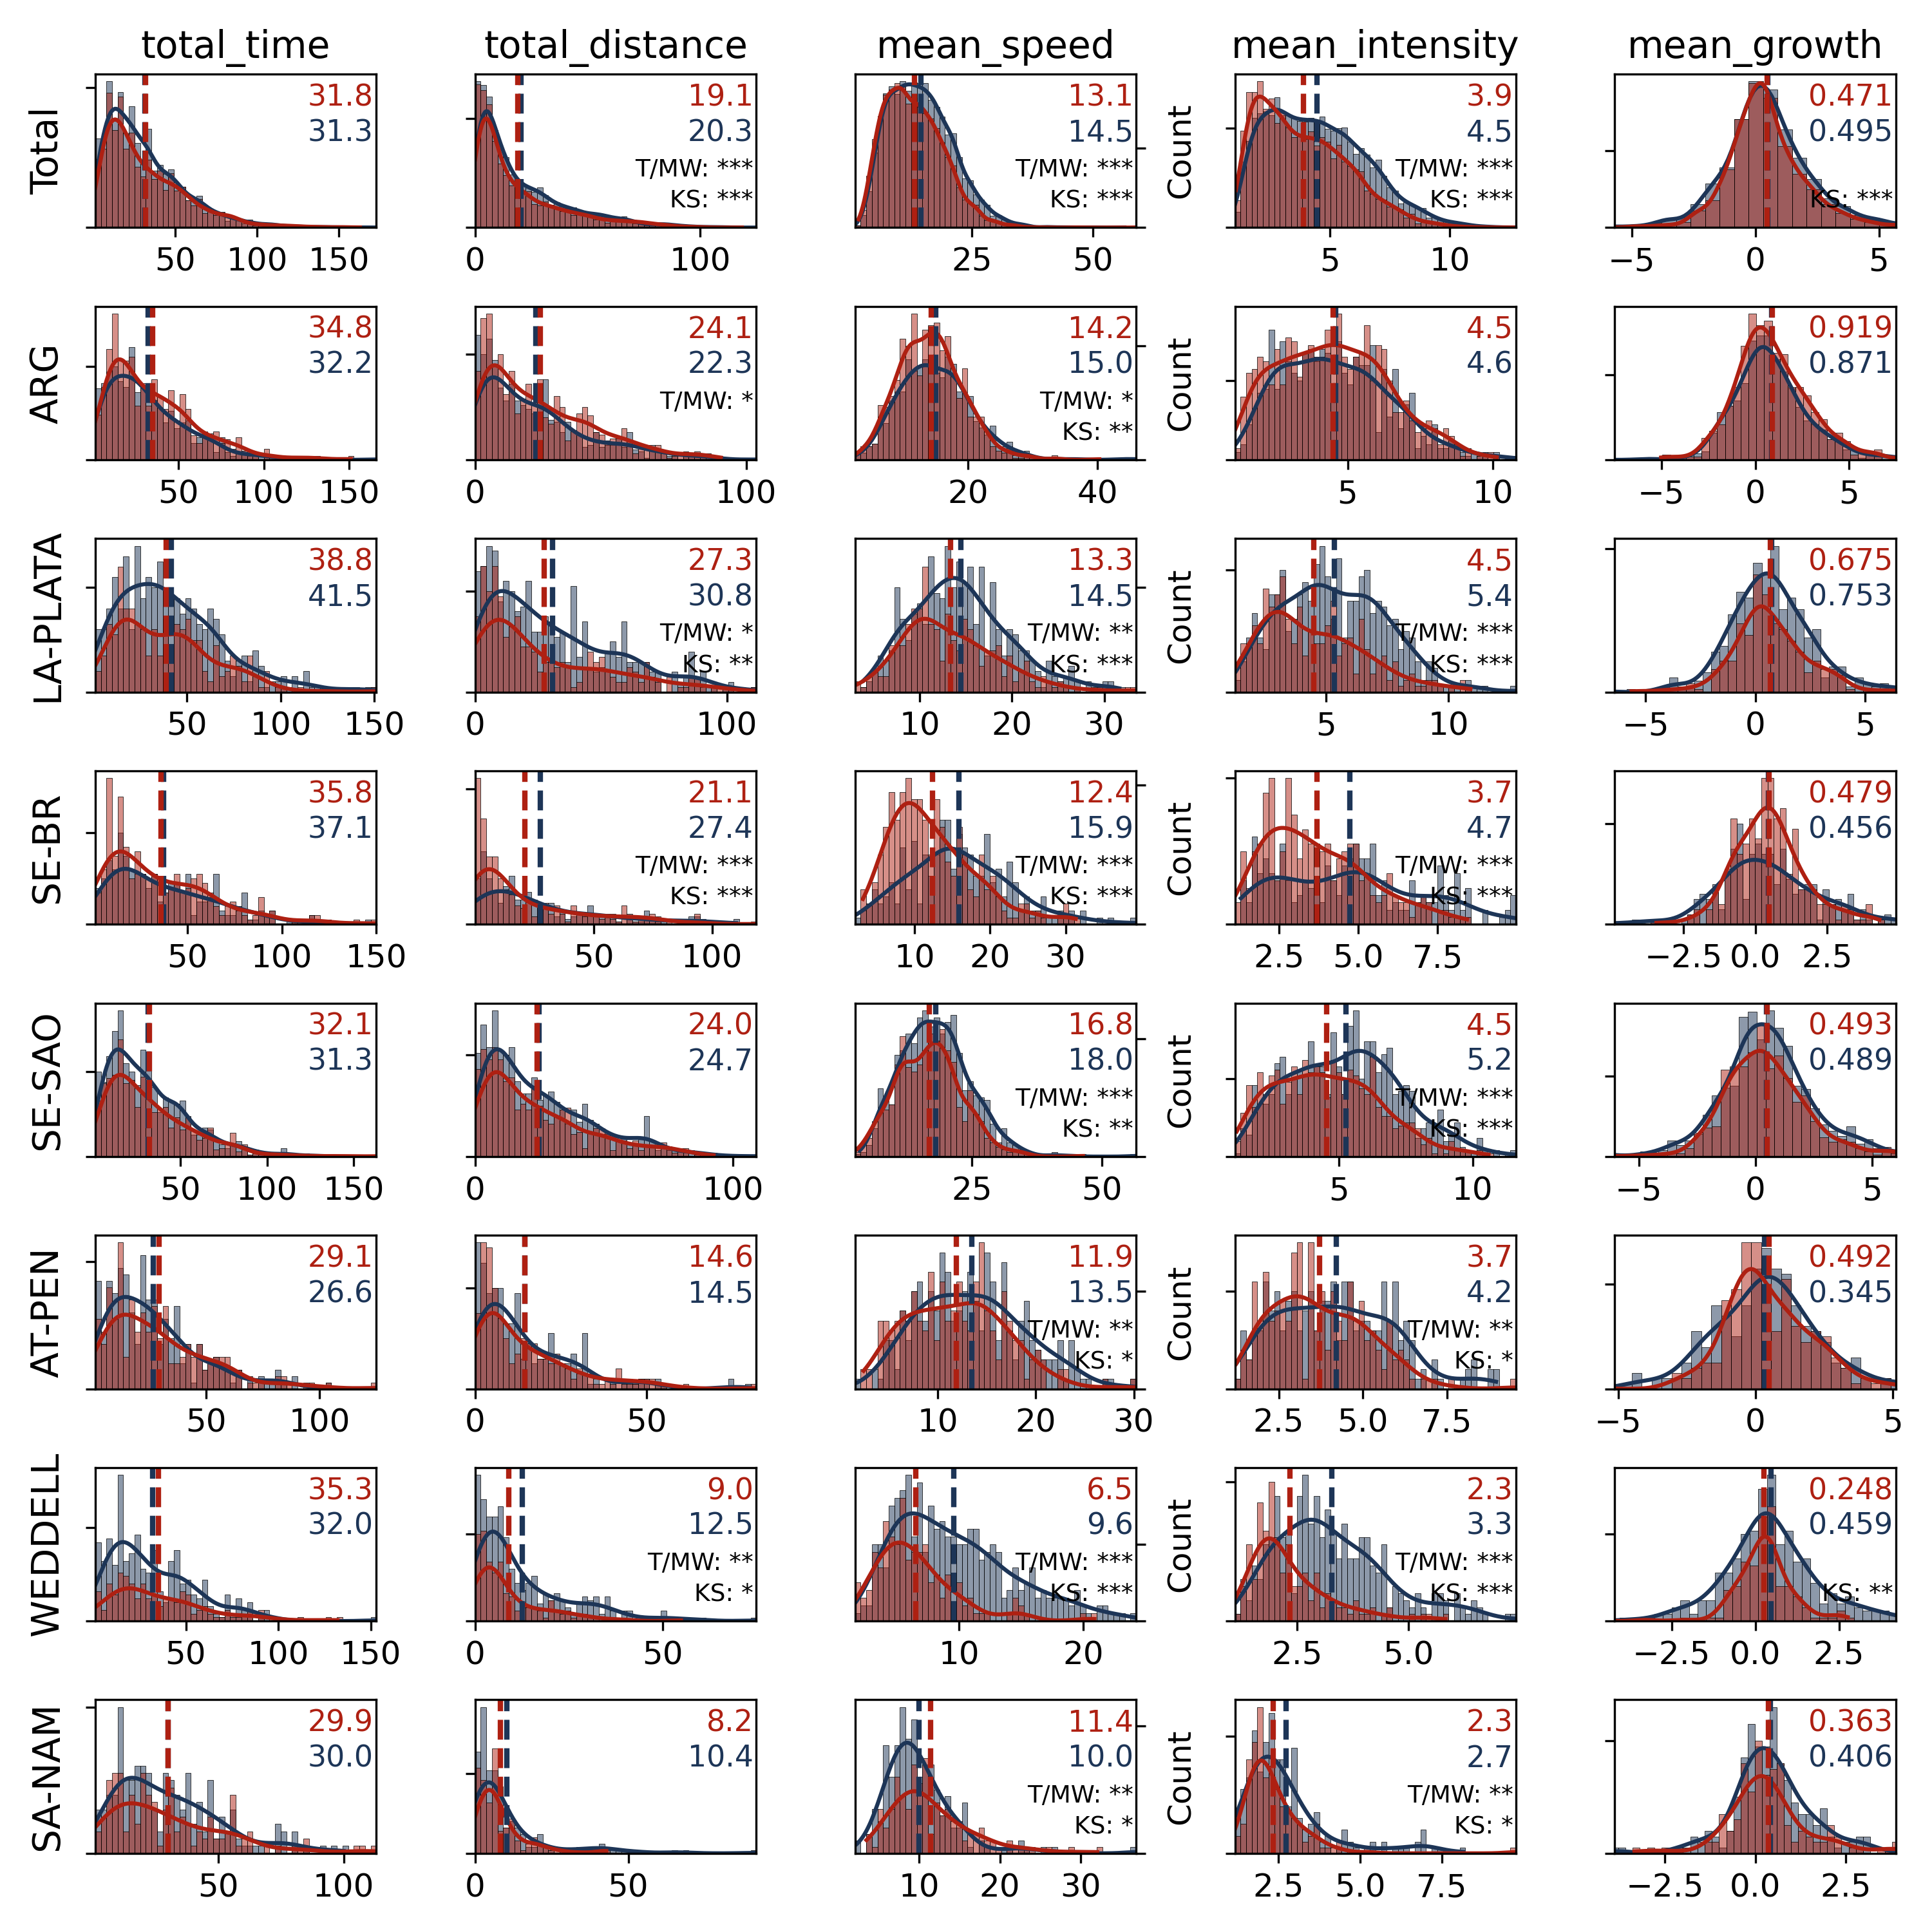 total_time total_distance mean_speed mean_intensity mean_growth
Total
31.8
31.3
50 100 150
19.1
20.3
T/MW: ***
KS: ***
0 100
13.1
14.5
T/MW: ***
KS: ***
25 50
Count
3.9
4.5
T/MW: ***
KS: ***
5 10
0.471
0.495
KS: ***
−5 0 5
ARG
34.8
32.2
50 100 150
24.1
22.3
T/MW: *
0 100
14.2
15.0
T/MW: *
KS: **
20 40
Count
4.5
4.6
5 10
0.919
0.871
−5 0 5
LA-PLATA
38.8
41.5
50 100 150
27.3
30.8
T/MW: *
KS: **
0 100
13.3
14.5
T/MW: **
KS: ***
10 20 30
Count
4.5
5.4
T/MW: ***
KS: ***
5 10
0.675
0.753
−5 0 5
SE-BR
35.8
37.1
50 100 150
21.1
27.4
T/MW: ***
KS: ***
50 100
12.4
15.9
T/MW: ***
KS: ***
10 20 30
Count
3.7
4.7
T/MW: ***
KS: ***
2.5 5.0 7.5
0.479
0.456
−2.5 0.0 2.5
SE-SAO
32.1
31.3
50 100 150
24.0
24.7
0 100
16.8
18.0
T/MW: ***
KS: **
25 50
Count
4.5
5.2
T/MW: ***
KS: ***
5 10
0.493
0.489
−5 0 5
AT-PEN
29.1
26.6
50 100
14.6
14.5
0 50
11.9
13.5
T/MW: **
KS: *
10 20 30
Count
3.7
4.2
T/MW: **
KS: *
2.5 5.0 7.5
0.492
0.345
−5 0 5
WEDDELL
35.3
32.0
50 100 150
9.0
12.5
T/MW: **
KS: *
0 50
6.5
9.6
T/MW: ***
KS: ***
10 20
Count
2.3
3.3
T/MW: ***
KS: ***
2.5 5.0
0.248
0.459
KS: **
−2.5 0.0 2.5
SA-NAM
29.9
30.0
50 100
8.2
10.4
0 50
11.4
10.0
T/MW: **
KS: *
10 20 30
Count
2.3
2.7
T/MW: **
KS: *
2.5 5.0 7.5
0.363
0.406
−2.5 0.0 2.5